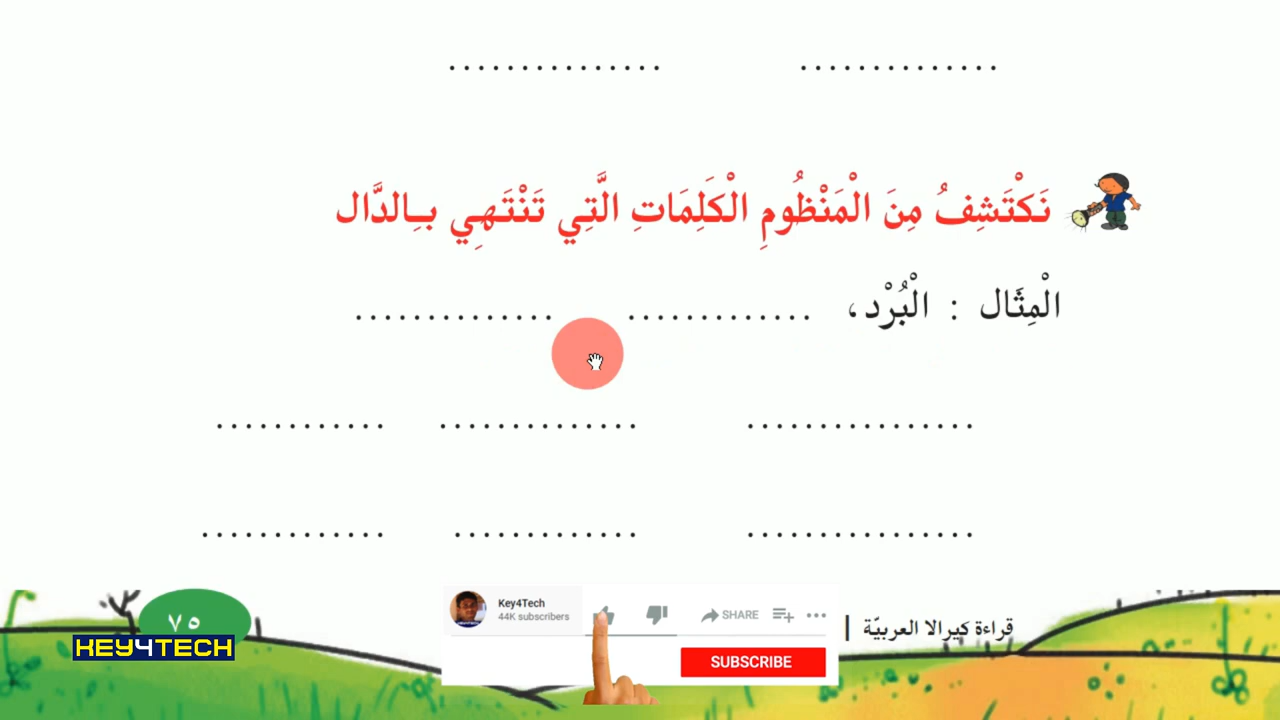 .............. ...............
نَكْتَشِفُ مِنَ الْمَنْظُومِ الْكَلِمَاتِ الَّتِي تَنْتَهِي بِالدَّال
الْمِثَال : الْبُرْد، ............. ..............
................ .............. ............
................ ............. .............
٧٥
KEY4TECH
Key4Tech
44K subscribers
SHARE
SUBSCRIBE
قراءة كيرالا العربيّة |